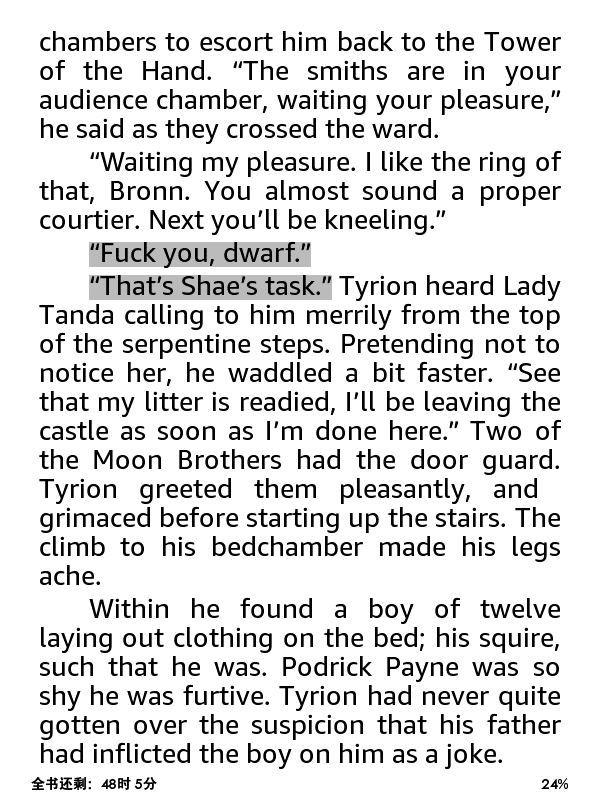 chambers to escort him back to the Tower
of the Hand. “The smiths are in your
audience chamber, waiting your pleasure,”
he said as they crossed the ward.
“Waiting my pleasure. I like the ring of
that, Bronn. You almost sound a proper
courtier. Next you’ll be kneeling.”
“Fuck you, dwarf.”
“That’s Shae’s task.” Tyrion heard Lady
Tanda calling to him merrily from the top
of the serpentine steps. Pretending not to
notice her, he waddled a bit faster. “See
that my litter is readied, I’ll be leaving the
castle as soon as I’m done here.” Two of
the Moon Brothers had the door guard.
Tyrion greeted them pleasantly, and
grimaced before starting up the stairs. The
climb to his bedchamber made his legs
ache.
Within he found a boy of twelve
laying out clothing on the bed; his squire,
such that he was. Podrick Payne was so
shy he was furtive. Tyrion had never quite
gotten over the suspicion that his father
had inflicted the boy on him as a joke.
全书还剩：48时 5分 24%